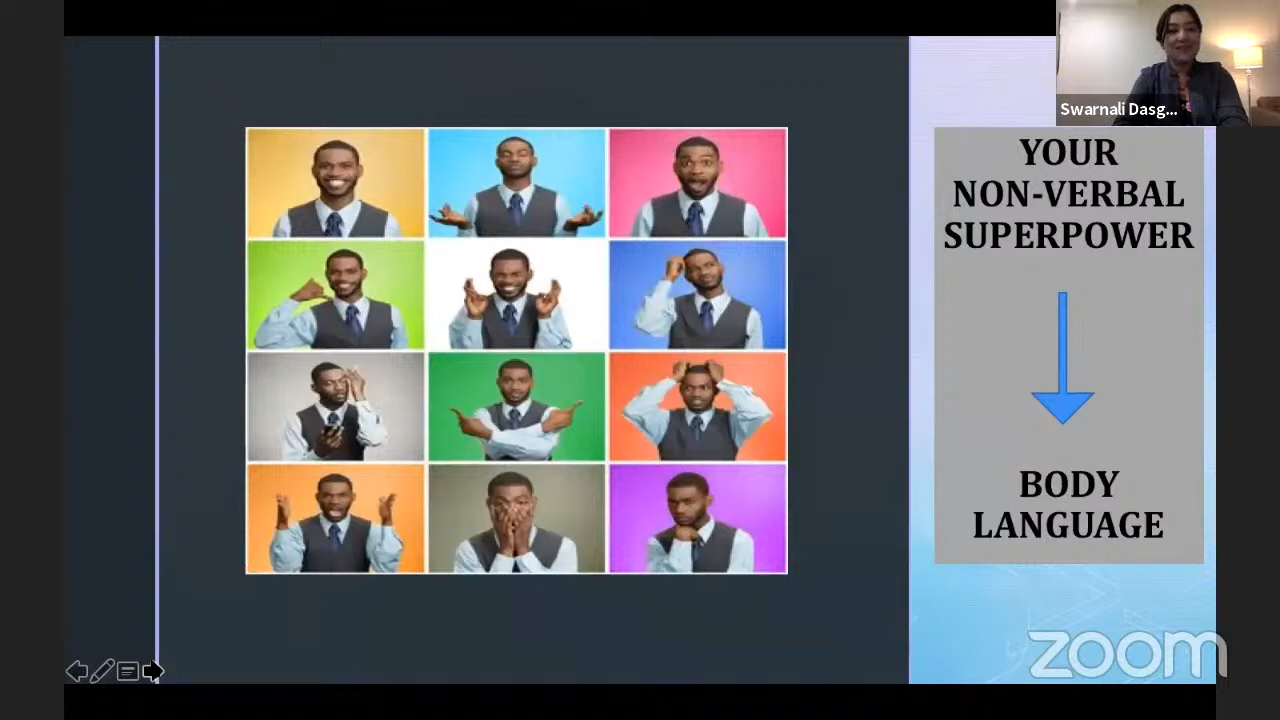 Swarnali Dasg...
YOUR
NON-VERBAL
SUPERPOWER
BODY
LANGUAGE
zoom